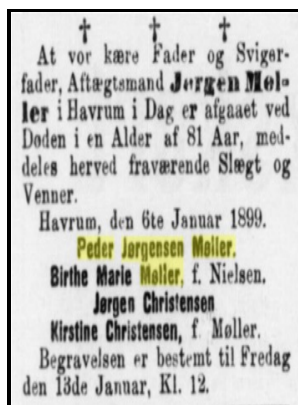 † † †
At vor kære Fader og Sviger-
fader, Aftægtsmand Jørgen Møl-
ler i Havrum i Dag er afgaaet ved
Døden i en Alder af 81 Aar, med-
deles herved fraværende Slægt og
Venner.
Havrum, den 6te Januar 1899.
Peder Jørgensen Møller.
Birthe Marie Møller, f. Nielsen.
Jørgen Christensen
Kirstine Christensen, f. Møller.
Begravelsen er bestemt til Fredag
den 13de Januar, Kl. 12.